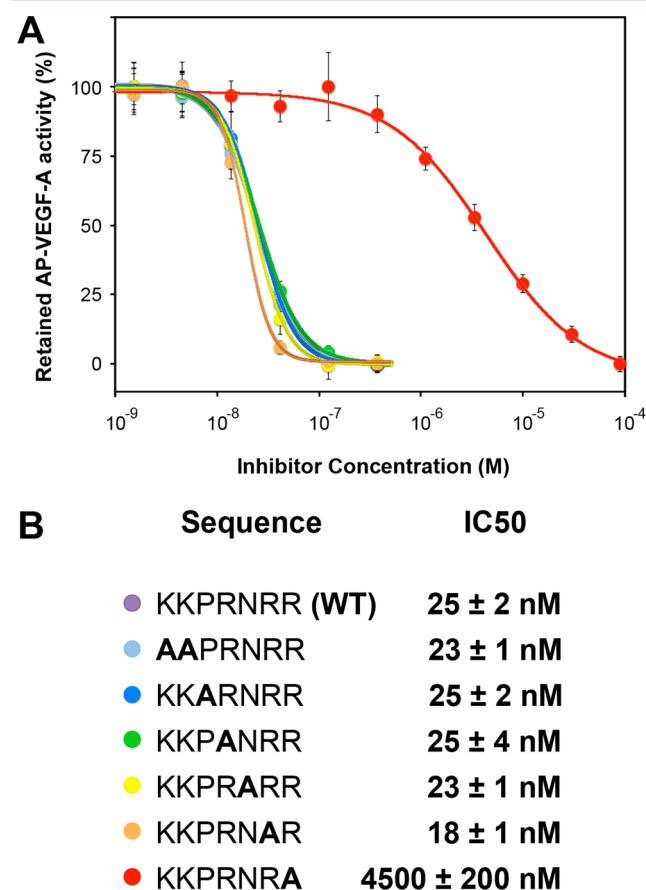 A
Retained AP-VEGF-A activity (%)
100
75
50
25
0
10-9
10-8
10-7
10-6
10-5
10-4
Inhibitor Concentration (M)
B
Sequence IC50
KKPRNRR (WT) 25 ± 2 nM
AAPRNRR 23 ± 1 nM
KKARNRR 25 ± 2 nM
KKPANRR 25 ± 4 nM
KKPRARR 23 ± 1 nM
KKPRNAR 18 ± 1 nM
KKPRNRA 4500 ± 200 nM